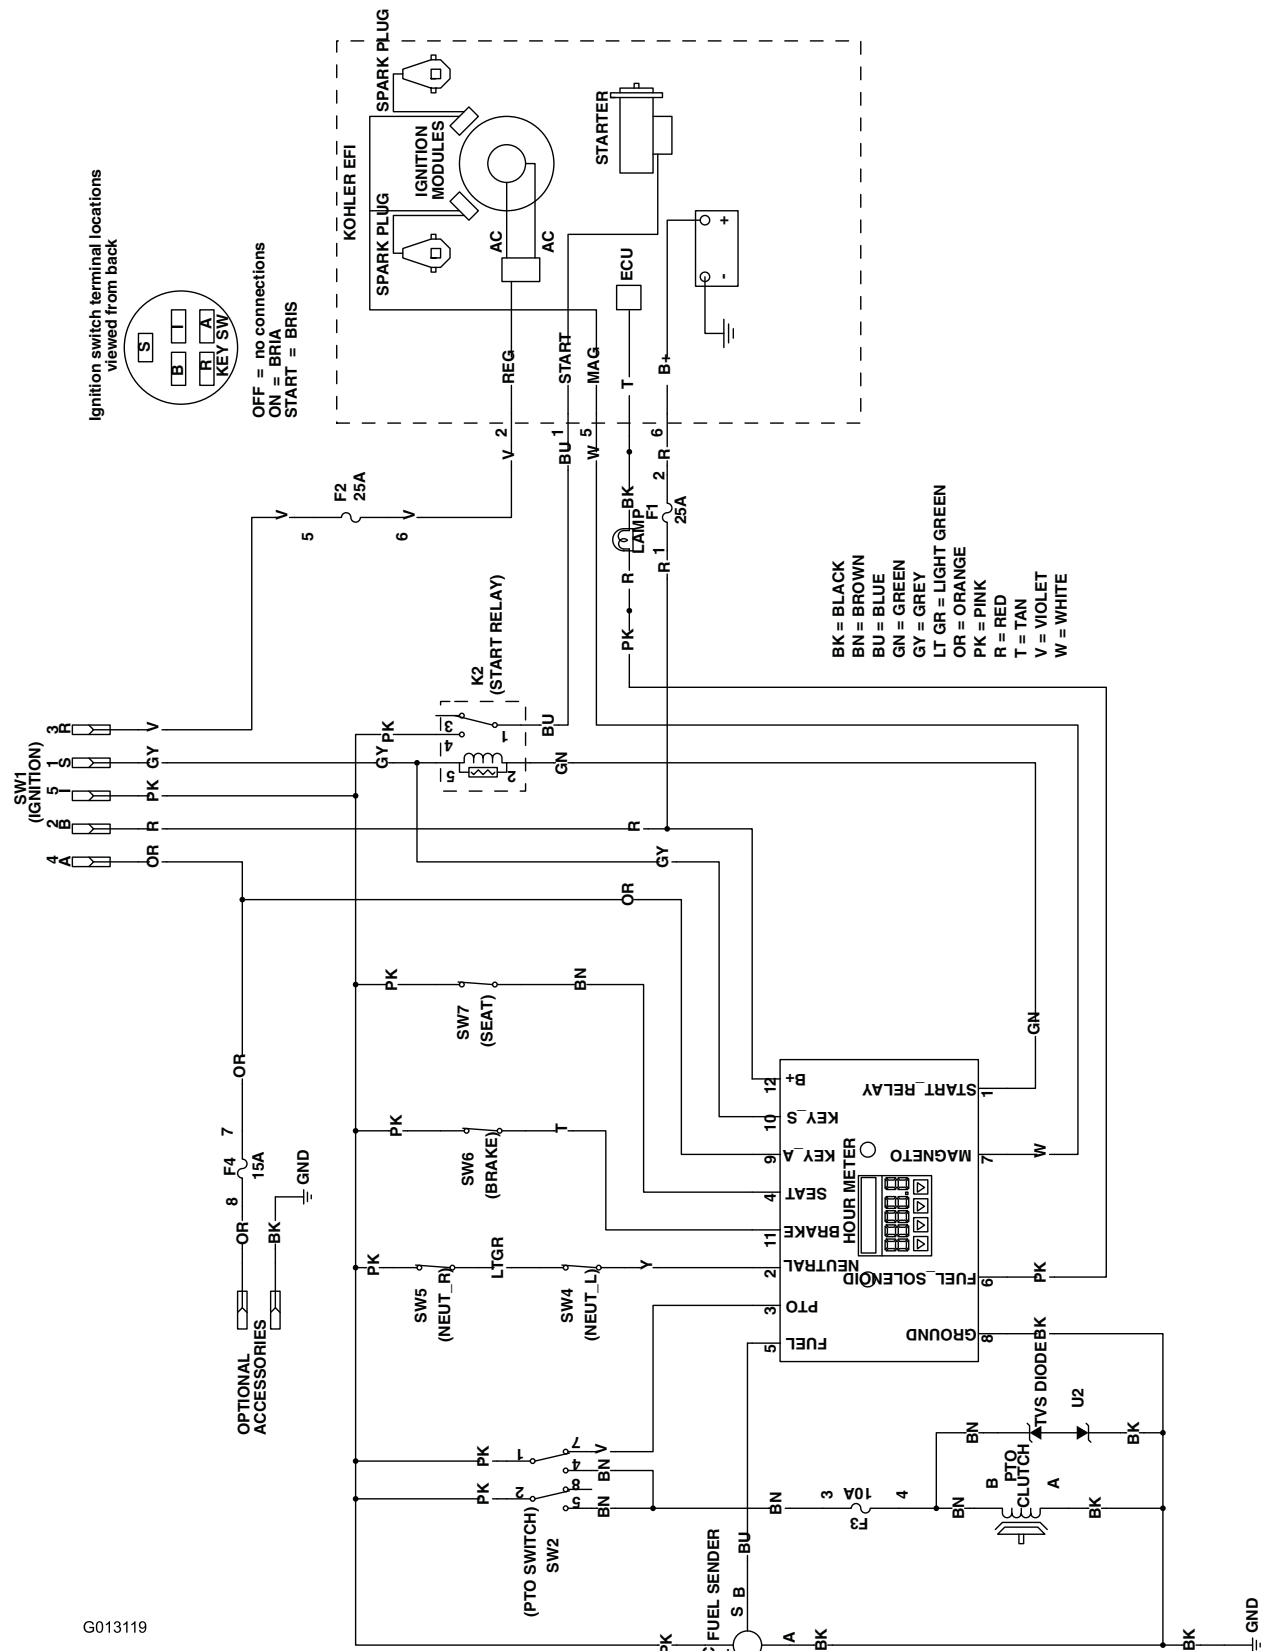 Ignition switch terminal locations
viewed from back
S
B
I
R
A
KEY SW
OFF = no connections
ON = BRIA
START = BRIS
KOHLER EFI
SPARK PLUG
SPARK PLUG
IGNITION
MODULES
AC
AC
STARTER
ECU
+
-
REG
START
MAG
T
B+
2
1
5
6
V
BU
W
R
2
F1
25A
1
R
BK
LAMP
R
PK
F2
25A
V
5
6
V
SW1
(IGNITION)
3
R
V
1
S
GY
5
I
PK
2
B
R
4
A
OR
K2
(START RELAY)
PK
GY
3
4
1
5
2
BU
GN
R
GY
OR
BK = BLACK
BN = BROWN
BU = BLUE
GN = GREEN
GY = GREY
LT GR = LIGHT GREEN
OR = ORANGE
PK = PINK
R = RED
T = TAN
V = VIOLET
W = WHITE
PK
SW7
(SEAT)
BN
PK
SW6
(BRAKE)
T
PK
SW5
(NEUT_R)
LTGR
SW4
(NEUT_L)
Y
OR
7
F4
15A
8
OR
BK
GND
OPTIONAL
ACCESSORIES
12
B+
10
KEY_S
9
KEY_A
4
SEAT
11
BRAKE
2
NEUTRAL
3
PTO
5
FUEL
HOUR METER
START_RELAY
1
MAGNETO
7
FUEL_SOLENOID
6
GROUND
8
GN
W
PK
BK
PK
1
7
V
4
BN
PK
2
8
5
BN
(PTO SWITCH)
SW2
BN
3
F3
10A
4
BN
PTO
CLUTCH
B
A
BK
BN
TVS DIODE
U2
BK
FUEL SENDER
S
B
BU
PK
A
BK
BK
GND
G013119